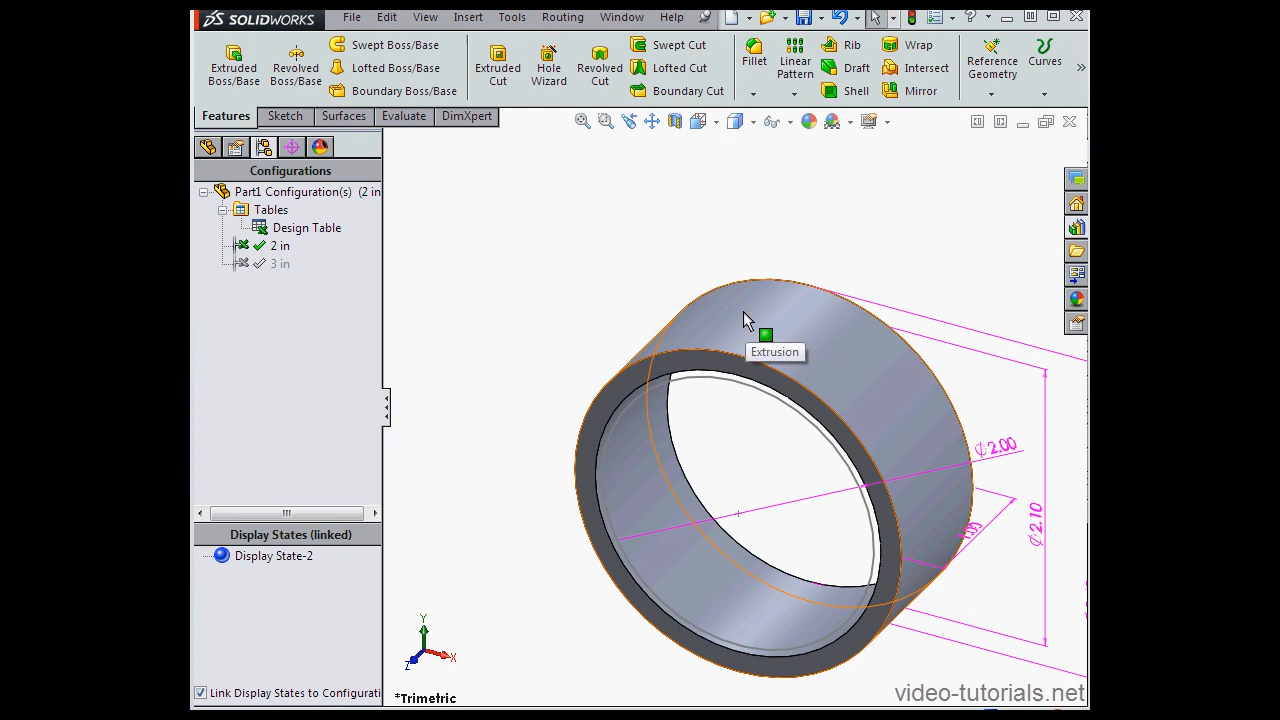 SOLIDWORKS File Edit View Insert Tools Routing Window Help
Extruded Boss/Base
Revolved Boss/Base
Swept Boss/Base
Lofted Boss/Base
Boundary Boss/Base
Extruded Cut
Hole Wizard
Revolved Cut
Swept Cut
Lofted Cut
Boundary Cut
Fillet
Linear Pattern
Rib
Draft
Shell
Wrap
Intersect
Mirror
Reference Geometry
Curves
Features Sketch Surfaces Evaluate DimXpert
Configurations
Part1 Configuration(s) (2 in
Tables
Design Table
2 in
3 in
Extrusion
⌀2.00
⌀2.10
Display States (linked)
Display State-2
Y
X
Z
Link Display States to Configurati
*Trimetric
video-tutorials.net